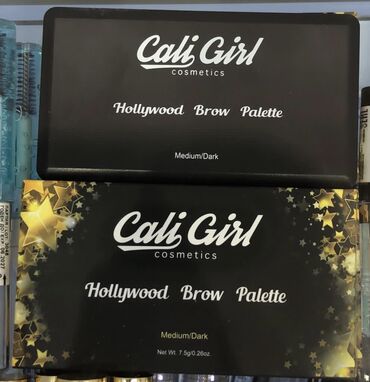 Cali Girl
cosmetics
Hollywood Brow Palette
Medium/Dark
Cali Girl
cosmetics
Hollywood Brow Palette
Medium/Dark
Net Wt. 7.5g/0.26oz.